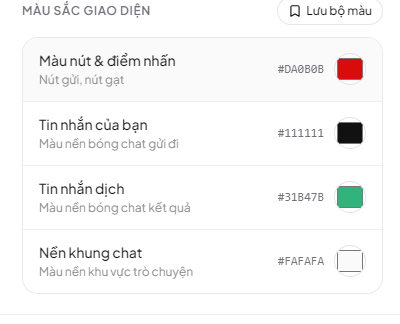 MÀU SẮC GIAO DIỆN
Lưu bộ màu
Màu nút & điểm nhấn
Nút gửi, nút gạt
#DA0B0B
Tin nhắn của bạn
Màu nền bóng chat gửi đi
#111111
Tin nhắn dịch
Màu nền bóng chat kết quả
#31B47B
Nền khung chat
Màu nền khu vực trò chuyện
#FAFAFA